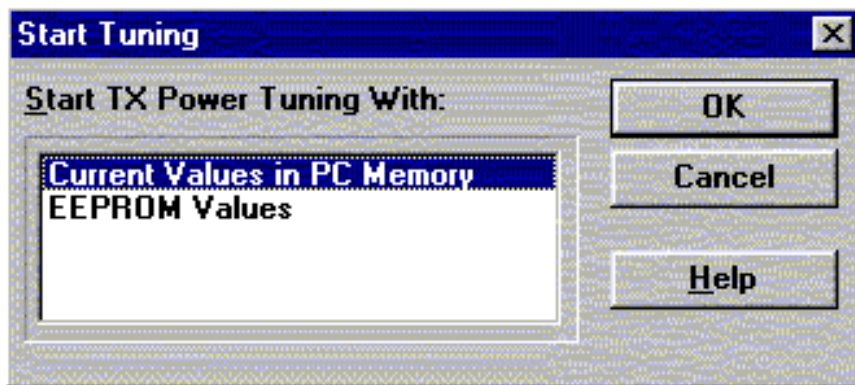 Start Tuning
Start TX Power Tuning With:
Current Values in PC Memory
EEPROM Values
OK
Cancel
Help